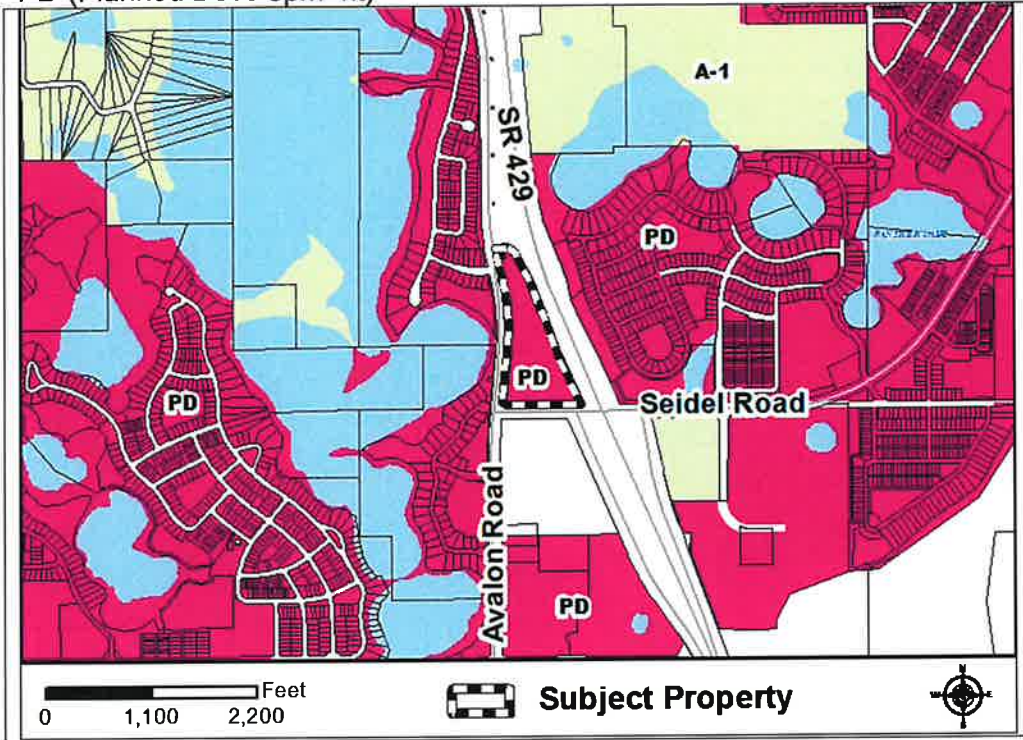 A-1
SR 429
PD
PD
PD
Seidel Road
Avalon Road
PD
Feet
0 1,100 2,200
Subject Property
N
W E
S